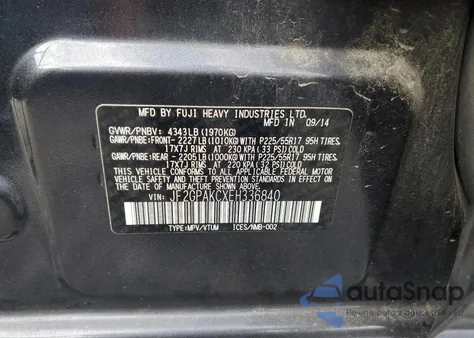 MFD BY FUJI HEAVY INDUSTRIES LTD.
MFD IN 09/14
GVWR/PNBV: 4343LB (1970KG)
GAWR/PNBE:FRONT- 2227LB (1010KG)WITH P225/55R17 95H TIRES,
17X7J RIMS AT 230 KPA (33 PSI)COLD
GAWR/PNBE:REAR - 2205LB(1000KG)WITH P225/55R17 95H TIRES,
17X7J RIMS AT 220 KPA (32 PSI)COLD
THIS VEHICLE CONFORMS TO ALL APPLICABLE FEDERAL MOTOR
VEHICLE SAFETY STANDARDS IN EFFECT ON THE DATE OF
MANUFACTURE SHOWN ABOVE.
VIN: JF2GPAKCXEH336840
TYPE:MPV/VTUM ICES/NMB-002
autoSnap